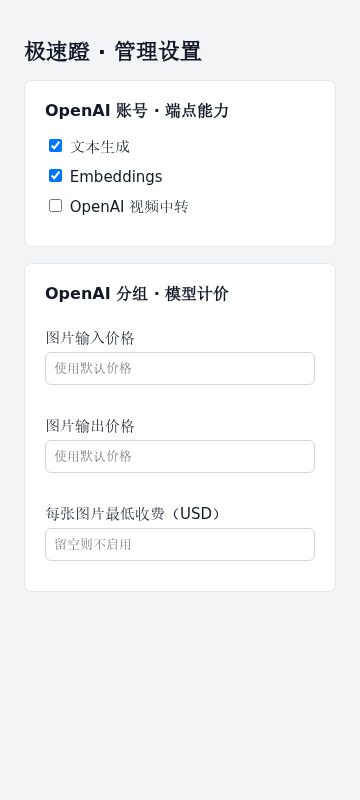 极速蹬 · 管理设置
OpenAI 账号 · 端点能力
文本生成
Embeddings
OpenAI 视频中转
OpenAI 分组 · 模型计价
图片输入价格
使用默认价格
图片输出价格
使用默认价格
每张图片最低收费（USD）
留空则不启用